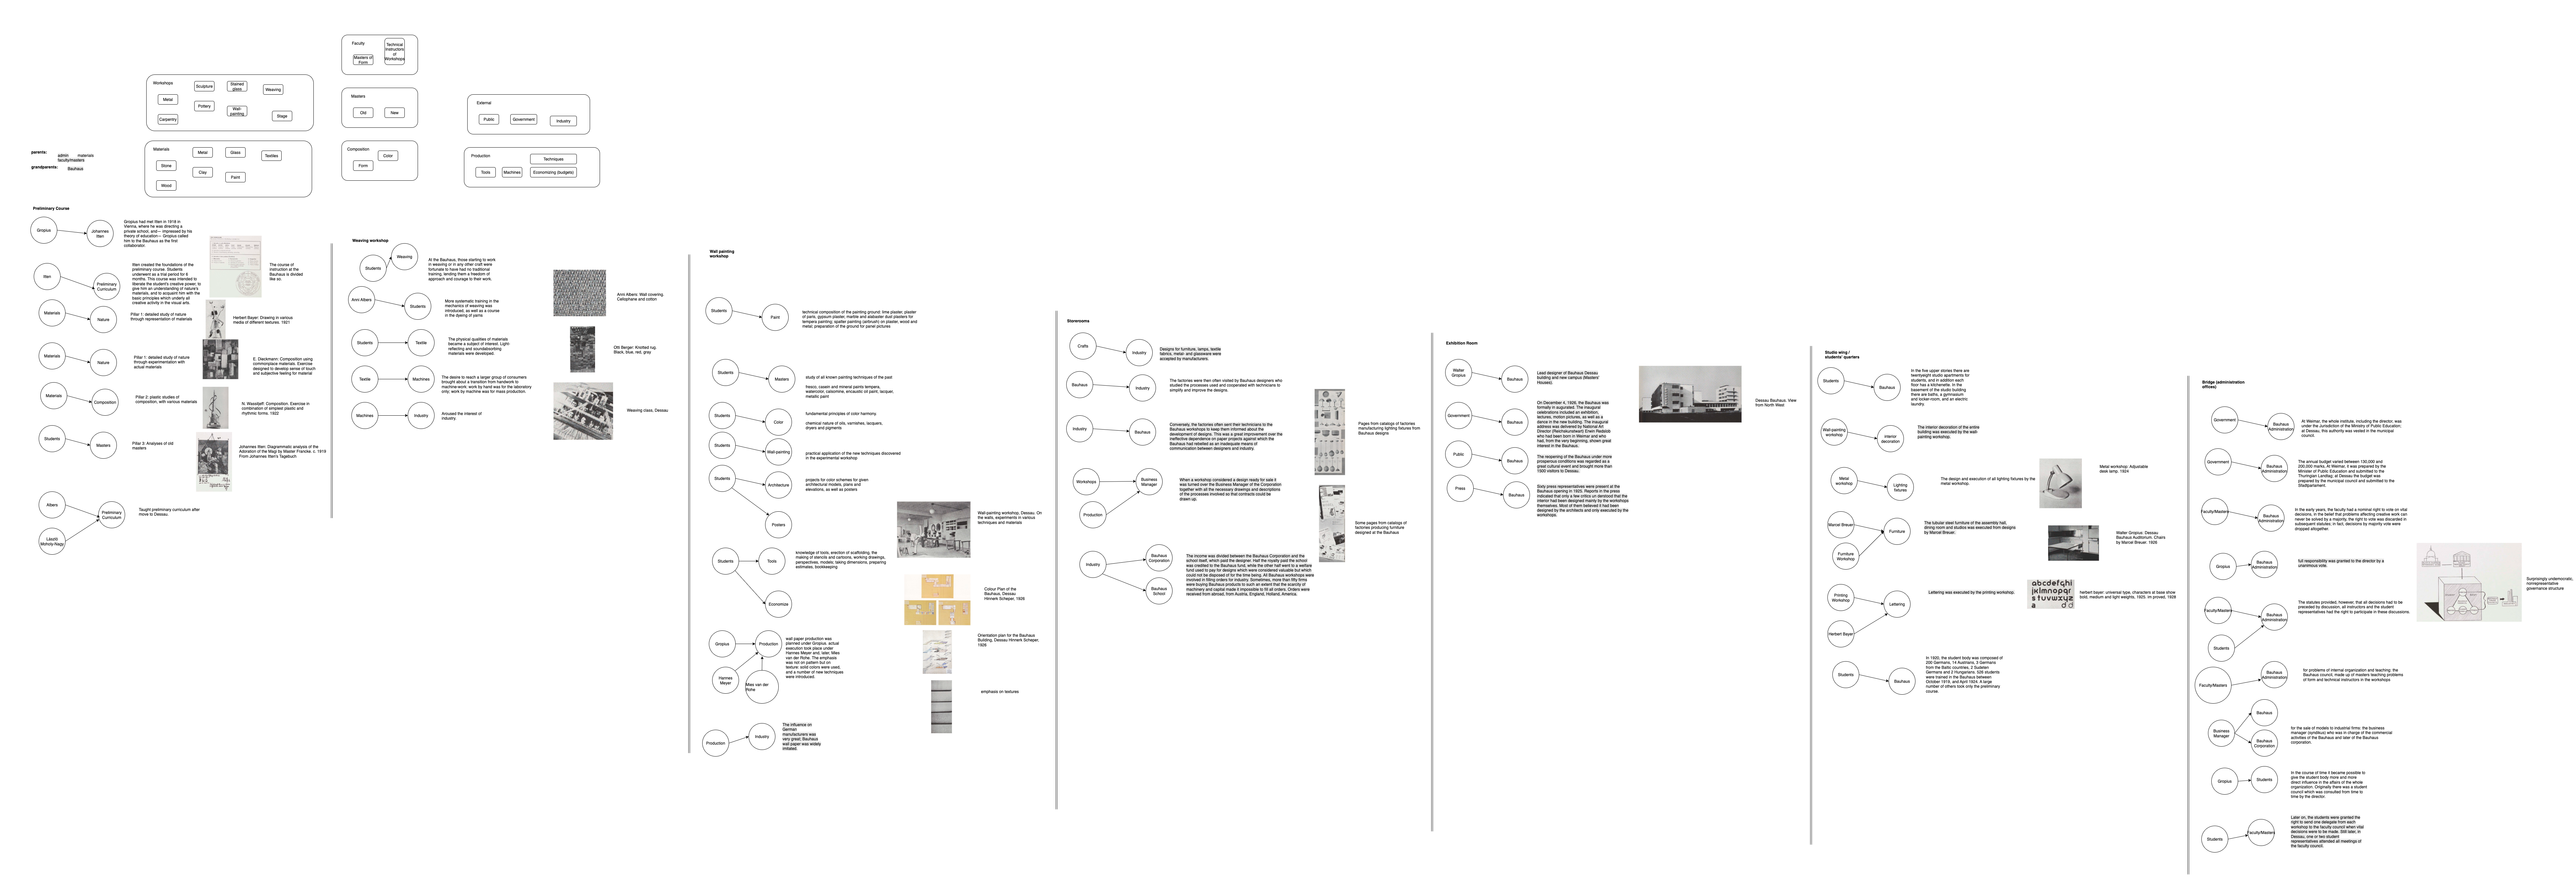 Faculty
Masters of
Form
Technical
Instructors
of
Workshops
Workshops
Sculpture
Stained
glass
Weaving
Metal
Pottery
Wall-
painting
Stage
Carpentry
Masters
Old
New
External
Public
Government
Industry
Materials
Metal
Glass
Textiles
Stone
Clay
Paint
Wood
Composition
Color
Form
Production
Techniques
Tools
Machines
Economizing (budgets)
parents:
admin
materials
faculty/masters
grandparents:
Bauhaus
Preliminary Course
Gropius
Johannes
Itten
Gropius had met Itten in 1918 in
Vienna, where he was directing a
private school, and— impressed by his
theory of education— Gropius called
him to the Bauhaus as the first
collaborator.
Itten
Preliminary
Curriculum
Itten created the foundations of the
preliminary course. Students
underwent as a trial period for 6
months. This course was intended to
liberate the student's creative power, to
give him an understanding of nature's
materials, and to acquaint him with the
basic principles which underly all
creative activity in the visual arts.
The course of
instruction at the
Bauhaus is divided
like so.
Materials
Nature
Pillar 1: detailed study of nature
through representation of materials
Herbert Bayer: Drawing in various
media of different textures. 1921
Materials
Nature
Pillar 1: detailed study of nature
through experimentation with
actual materials
E. Dieckmann: Composition using
commonplace materials. Exercise
designed to develop sense of touch
and subjective feeling for material
Materials
Composition
Pillar 2: plastic studies of
composition, with various materials
N. Wassiljeff: Composition. Exercise in
combination of simplest plastic and
rhythmic forms. 1922
Students
Masters
Pillar 3: Analyses of old
masters
Johannes Itten: Diagrammatic analysis of the
Adoration of the Magi by Master Francke. c. 1919
From Johannes Itten's Tagebuch
Albers
Preliminary
Curriculum
László
Moholy-Nagy
Taught preliminary curriculum after
move to Dessau.
Weaving workshop
Students
Weaving
At the Bauhaus, those starting to work
in weaving or in any other craft were
fortunate to have had no traditional
training, lending them a freedom of
approach and courage to their work.
Anni Albers
Students
More systematic training in the
mechanics of weaving was
introduced, as well as a course
in the dyeing of yarns
Anni Albers: Wall covering.
Cellophane and cotton
Students
Textile
The physical qualities of materials
became a subject of interest. Light
reflecting and soundabsorbing
materials were developed.
Otti Berger: Knotted rug.
Black, blue, red, gray
Textile
Machines
The desire to reach a larger group of consumers
brought about a transition from handwork to
machine-work: work by hand was for the laboratory
only; work by machine was for mass production.
Machines
Industry
Aroused the interest of
industry
Weaving class, Dessau
Wall painting
workshop
Students
Paint
technical composition of the painting ground: lime plaster, plaster
of paris, gypsum plaster, marble and alabaster dust plasters for
tempera painting; spatter painting (airbrush) on plaster, wood and
metal; preparation of the ground for panel pictures
Students
Masters
study of all known painting techniques of the past
fresco, casein and mineral paints tempera,
watercolor, calsomine, encaustic oil paint, lacquer,
metallic paint
Students
Color
fundamental principles of color harmony.
chemical nature of oils, varnishes, lacquers,
dryers and pigments
Students
Wall-painting
practical application of the new techniques discovered
in the experimental workshop
Students
Architecture
Posters
projects for color schemes for given
architectural models, plans and
elevations, as well as posters
Wall-painting workshop, Dessau. On
the walls, experiments in various
techniques and materials
Students
Tools
Economize
knowledge of tools, erection of scaffolding, the
making of stencils and cartoons, working drawings,
perspectives, models, taking dimensions, preparing
estimates, bookkeeping
Colour Plan of the
Bauhaus, Dessau
Hinnerk Scheper, 1926
Gropius
Production
Hannes
Meyer
Mies van der
Rohe
wall paper production was
planned under Gropius, actual
execution took place under
Hannes Meyer and, later, Mies
van der Rohe. The emphasis
was not on pattern but on
texture: solid colors were used,
and a number of new techniques
were introduced.
Orientation plan for the Bauhaus
Building, Dessau Hinnerk Scheper,
1926
emphasis on textures
Production
Industry
The influence on
German
manufacturers was
very great; Bauhaus
wall paper was widely
imitated.
Storerooms
Crafts
Industry
Designs for furniture, lamps, textile
fabrics, metal- and glassware were
accepted by manufacturers.
Bauhaus
Industry
The factories were then often visited by Bauhaus designers who
studied the processes used and cooperated with technicians to
simplify and improve the designs.
Industry
Bauhaus
Conversely, the factories often sent their technicians to the
Bauhaus workshops to keep them informed about the
development of designs. This was a great improvement over the
ineffective dependence on paper projects against which the
Bauhaus had rebelled as an inadequate means of
communication between designers and industry.
Pages from catalogs of factories
manufacturing lighting fixtures from
Bauhaus designs
Workshops
Business
Manager
Production
When a workshop considered a design ready for sale it
was turned over the Business Manager of the Corporation
together with all the necessary drawings and descriptions
of the processes involved so that contracts could be
drawn up.
Some pages from catalogs of
factories producing furniture
designed at the Bauhaus
Industry
Bauhaus
Corporation
Bauhaus
School
The income was divided between the Bauhaus Corporation and the
school itself, which paid the designer. Half the royalty paid the school
was credited to the Bauhaus fund, while the other half went to a welfare
fund used to pay for designs which were considered valuable but which
could not be disposed of for the time being. All Bauhaus workshops were
involved in filling orders for industry. Sometimes, more than fifty firms
were buying Bauhaus products to such an extent that the scarcity of
machinery and capital made it impossible to fill all orders. Orders were
received from abroad, from Austria, England, Holland, America.
Exhibition Room
Walter
Gropius
Bauhaus
Lead designer of Bauhaus Dessau
building and new campus (Masters'
Houses).
Government
Bauhaus
On December 4, 1926, the Bauhaus was
formally in augurated. The inaugural
celebrations included an exhibition,
lectures, motion pictures, as well as a
dance in the new building. The inaugural
address was delivered by National Art
Director (Reichskunstwart) Erwin Redslob
who had been born in Weimar and who
had, from the very beginning, shown great
interest in the Bauhaus.
Dessau Bauhaus. View
from North West
Public
Bauhaus
The reopening of the Bauhaus under more
prosperous conditions was regarded as a
great cultural event and brought more than
1500 visitors to Dessau.
Press
Bauhaus
Sixty press representatives were present at the
Bauhaus opening in 1926. Reports in the press
indicated that only a few critics un derstood that the
interior had been designed mainly by the workshops
themselves. Most of them believed it had been
designed by the architects and only executed by the
workshops.
Studio wing /
students' quarters
Students
Bauhaus
In the five upper stories there are
twentyeight studio apartments for
students, and in addition each
floor has a kitchenette. In the
basement of the studio building
there are baths, a gymnasium
and locker-room, and an electric
laundry
Wall-painting
workshop
Interior
decoration
The interior decoration of the entire
building was executed by the wall-
painting workshop.
Metal
workshop
Lighting
fixtures
The design and execution of all lighting fixtures by the
metal workshop.
Metal workshop: Adjustable
desk lamp. 1924
Marcel Breuer
Furniture
Furniture
Workshop
The tubular steel furniture of the assembly hall,
dining room and studios was executed from designs
by Marcel Breuer.
Walter Gropius: Dessau
Bauhaus Auditorium. Chairs
by Marcel Breuer. 1926
Printing
Workshop
Lettering
Herbert Bayer
Lettering was executed by the printing workshop.
abcdefghi
jklmnopqr
stuvwxyz
a dd
herbert bayer: universal type. characters at base show
bold, medium and light weights, 1925. im proved, 1928
Students
Bauhaus
In 1920, the student body was composed of
200 Germans, 14 Austrians, 3 Germans
from the Baltic countries, 2 Sudeten
Germans and 2 Hungarians. 526 students
were trained in the Bauhaus between
October 1919, and April 1924. A large
number of others took only the preliminary
course.
Bridge (administration
offices)
Government
Bauhaus
Administration
At Weimar, the whole institute, including the director, was
under the Jurisdiction of the Ministry of Public Education;
at Dessau, this authority was vested in the municipal
council.
Government
Bauhaus
Administration
The annual budget varied between 130,000 and
200,000 marks. At Weimar, it was prepared by the
Minister of Public Education and submitted to the
Thuringian Landtag; at Dessau the budget was
prepared by the municipal council and submitted to the
Stadtparlament.
Faculty/Masters
Bauhaus
Administration
In the early years, the faculty had a nominal right to vote on vital
decisions. in the belief that problems affecting creative work can
never be solved by a majority, the right to vote was discarded in
subsequent statutes; in fact, decisions by majority vote were
dropped altogether.
Gropius
Bauhaus
Administration
full responsibility was granted to the director by a
unanimous vote.
Surprisingly undemocratic,
nonrepresentative
governance structure
Faculty/Masters
Bauhaus
Administration
Students
The statutes provided, however, that all decisions had to be
preceded by discussion; all instructors and the student
representatives had the right to participate in these discussions.
Faculty/Masters
Bauhaus
Administration
for problems of internal organization and teaching: the
Bauhaus council, made up of masters teaching problems
of form and technical instructors in the workshops
Business
Manager
Bauhaus
Bauhaus
Corporation
for the sale of models to industrial firms: the business
manager (syndikus) who was in charge of the commercial
activities of the Bauhaus and later of the Bauhaus
corporation.
Gropius
Students
In the course of time it became possible to
give the student body more and more
direct influence in the affairs of the whole
organization. Originally there was a student
council which was consulted from time to
time by the director.
Students
Faculty/Masters
Later on, the students were granted the
right to send one delegate from each
workshop to the faculty council when vital
decisions were to be made. Still later, in
Dessau, one or two student
representatives attended all meetings of
the faculty council.